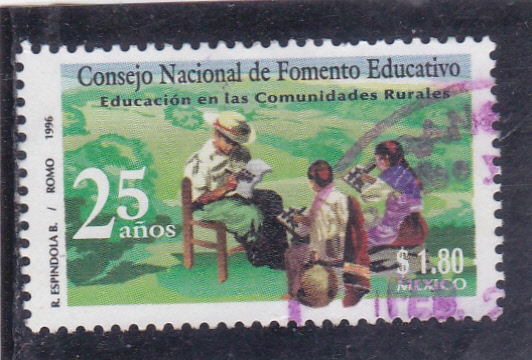 Consejo Nacional de Fomento Educativo
Educación en las Comunidades Rurales
25
años
$ 1.80
MEXICO
R. ESPINDOLA B. / ROMO 1996